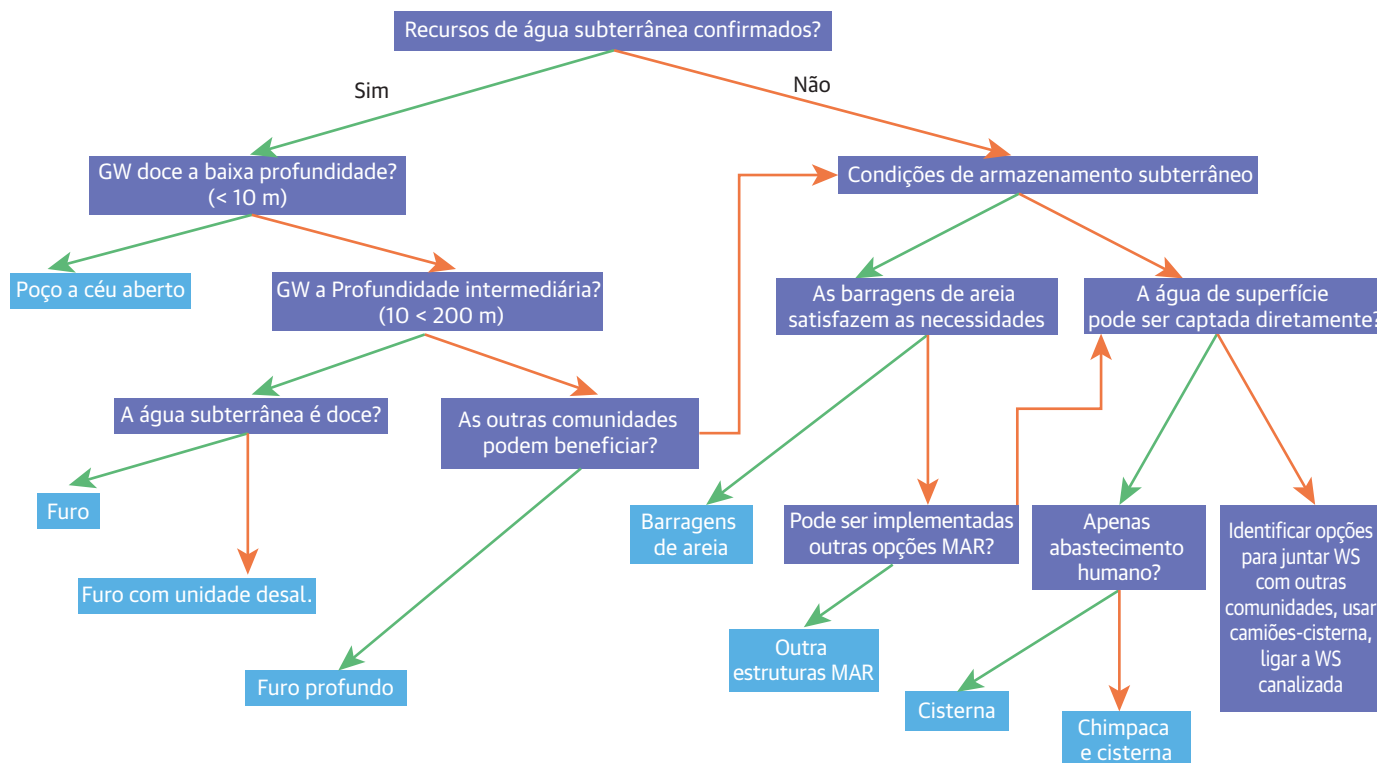 Recursos de água subterrânea confirmados?
Sim
Não
GW doce a baixa profundidade?
(< 10 m)
Condições de armazenamento subterrâneo
Poço a céu aberto
GW a Profundidade intermediária?
(10 < 200 m)
As barragens de areia
satisfazem as necessidades
A água de superfície
pode ser captada diretamente?
A água subterrânea é doce?
As outras comunidades
podem beneficiar?
Furo
Barragens
de areia
Pode ser implementadas
outras opções MAR?
Apenas
abastecimento
humano?
Identificar opções
para juntar WS
com outras
comunidades, usar
camiões-cisterna,
ligar a WS
canalizada
Furo com unidade desal.
Outra
estruturas MAR
Furo profundo
Cisterna
Chimpaca
e cisterna